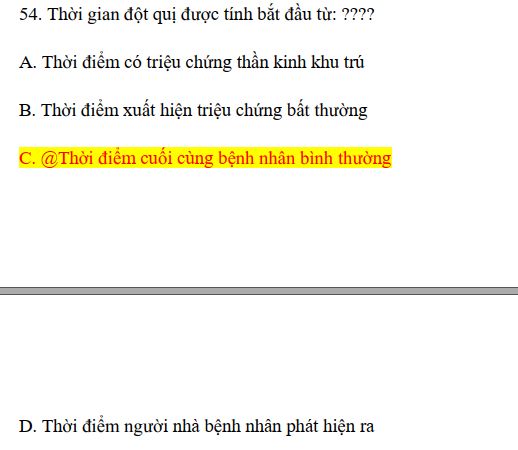 54. Thời gian đột quị được tính bắt đầu từ: ????
A. Thời điểm có triệu chứng thần kinh khu trú
B. Thời điểm xuất hiện triệu chứng bất thường
C. @Thời điểm cuối cùng bệnh nhân bình thường
D. Thời điểm người nhà bệnh nhân phát hiện ra